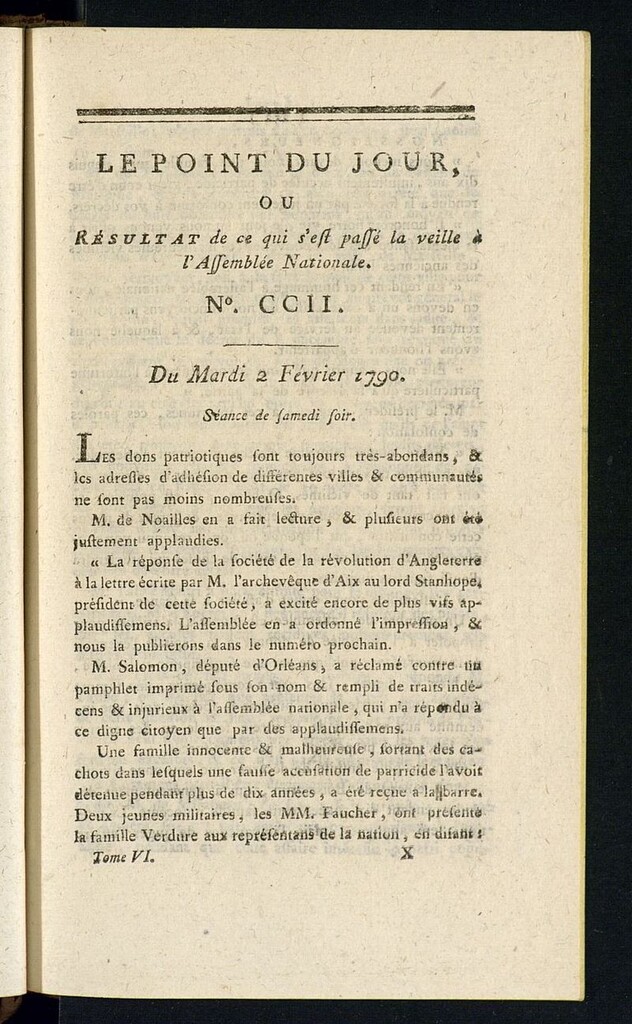 LE POINT DU JOUR,
OU
RÉSULTAT de ce qui s'eſt paſſé la veille à
l'Aſſemblée Nationale.
Nº. CCII.
Du Mardi 2 Février 1790.
Séance de ſamedi ſoir.
LES dons patriotiques ſont toujours très-abondans, &
les adreſſes d'adhéſion de différentes villes & communautés
ne ſont pas moins nombreuſes.
M. de Noailles en a fait lecture, & pluſieurs ont été
juſtement applaudies.
« La réponſe de la ſociété de la révolution d'Angleterre
à la lettre écrite par M. l'archevêque d'Aix au lord Stanhope,
préſident de cette ſociété, a excité encore de plus vifs ap-
plaudiſſemens. L'aſſemblée en a ordonné l'impreſſion, &
nous la publierons dans le numéro prochain.
M. Salomon, député d'Orléans, a réclamé contre un
pamphlet imprimé ſous ſon nom & rempli de traits indé-
cens & injurieux à l'aſſemblée nationale, qui n'a répondu à
ce digne citoyen que par des applaudiſſemens.
Une famille innocente & malheureuſe, ſortant des ca-
chots dans leſquels une fauſſe accuſation de parricide l'avoit
détenue pendant plus de dix années, a été reçue à la barre.
Deux jeunes militaires, les MM. Faucher, ont préſenté
la famille Verdure aux repréſentans de la nation, en diſant :
Tome VI. X